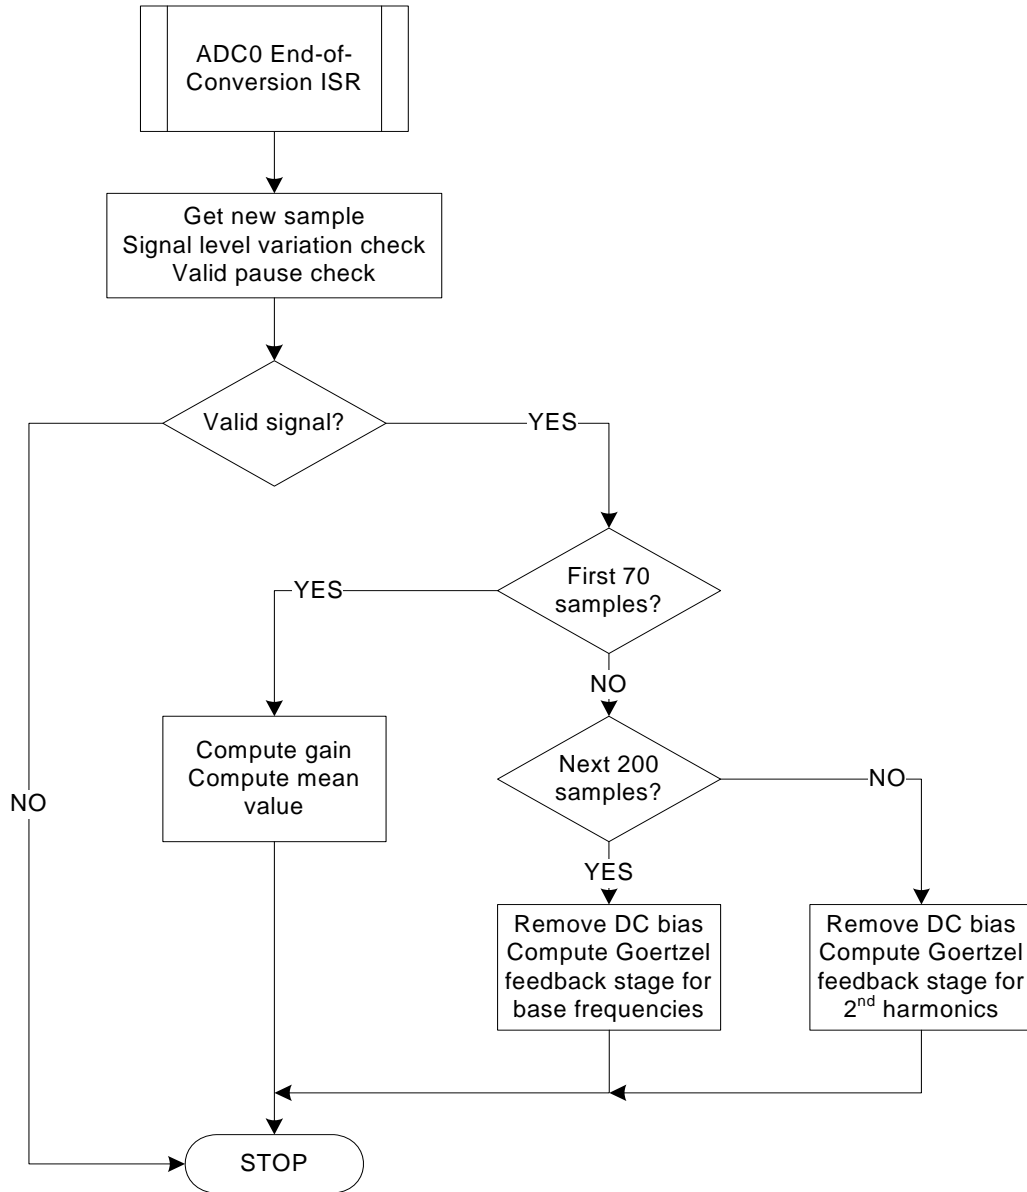 ADC0 End-of-
Conversion ISR
Get new sample
Signal level variation check
Valid pause check
Valid signal?
YES
First 70
samples?
YES
NO
Compute gain
Compute mean
value
Next 200
samples?
NO
NO
YES
Remove DC bias
Compute Goertzel
feedback stage for
base frequencies
Remove DC bias
Compute Goertzel
feedback stage for
2nd harmonics
STOP